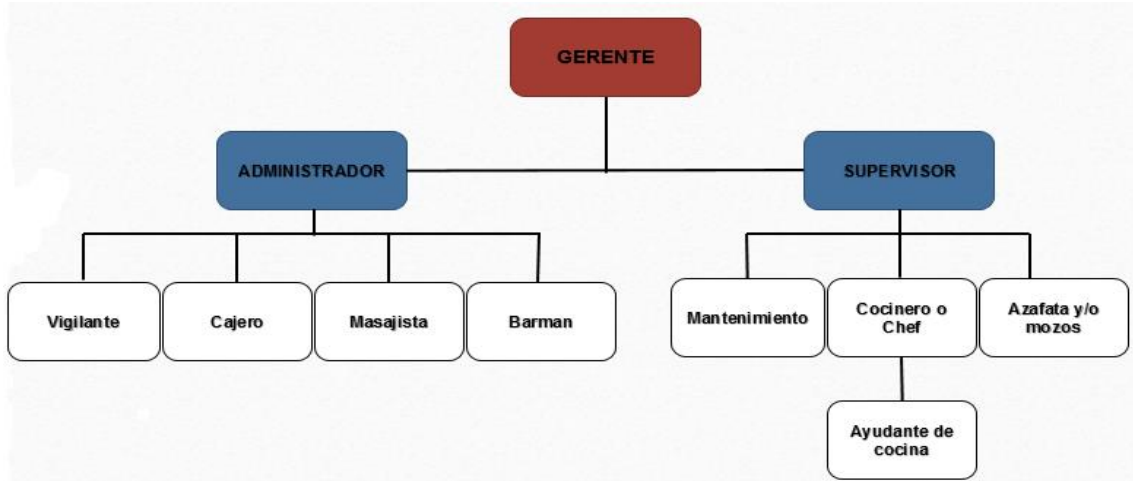 GERENTE
ADMINISTRADOR
SUPERVISOR
Vigilante
Cajero
Masajista
Barman
Mantenimiento
Cocinero o
Chef
Azafata y/o
mozos
Ayudante de
cocina